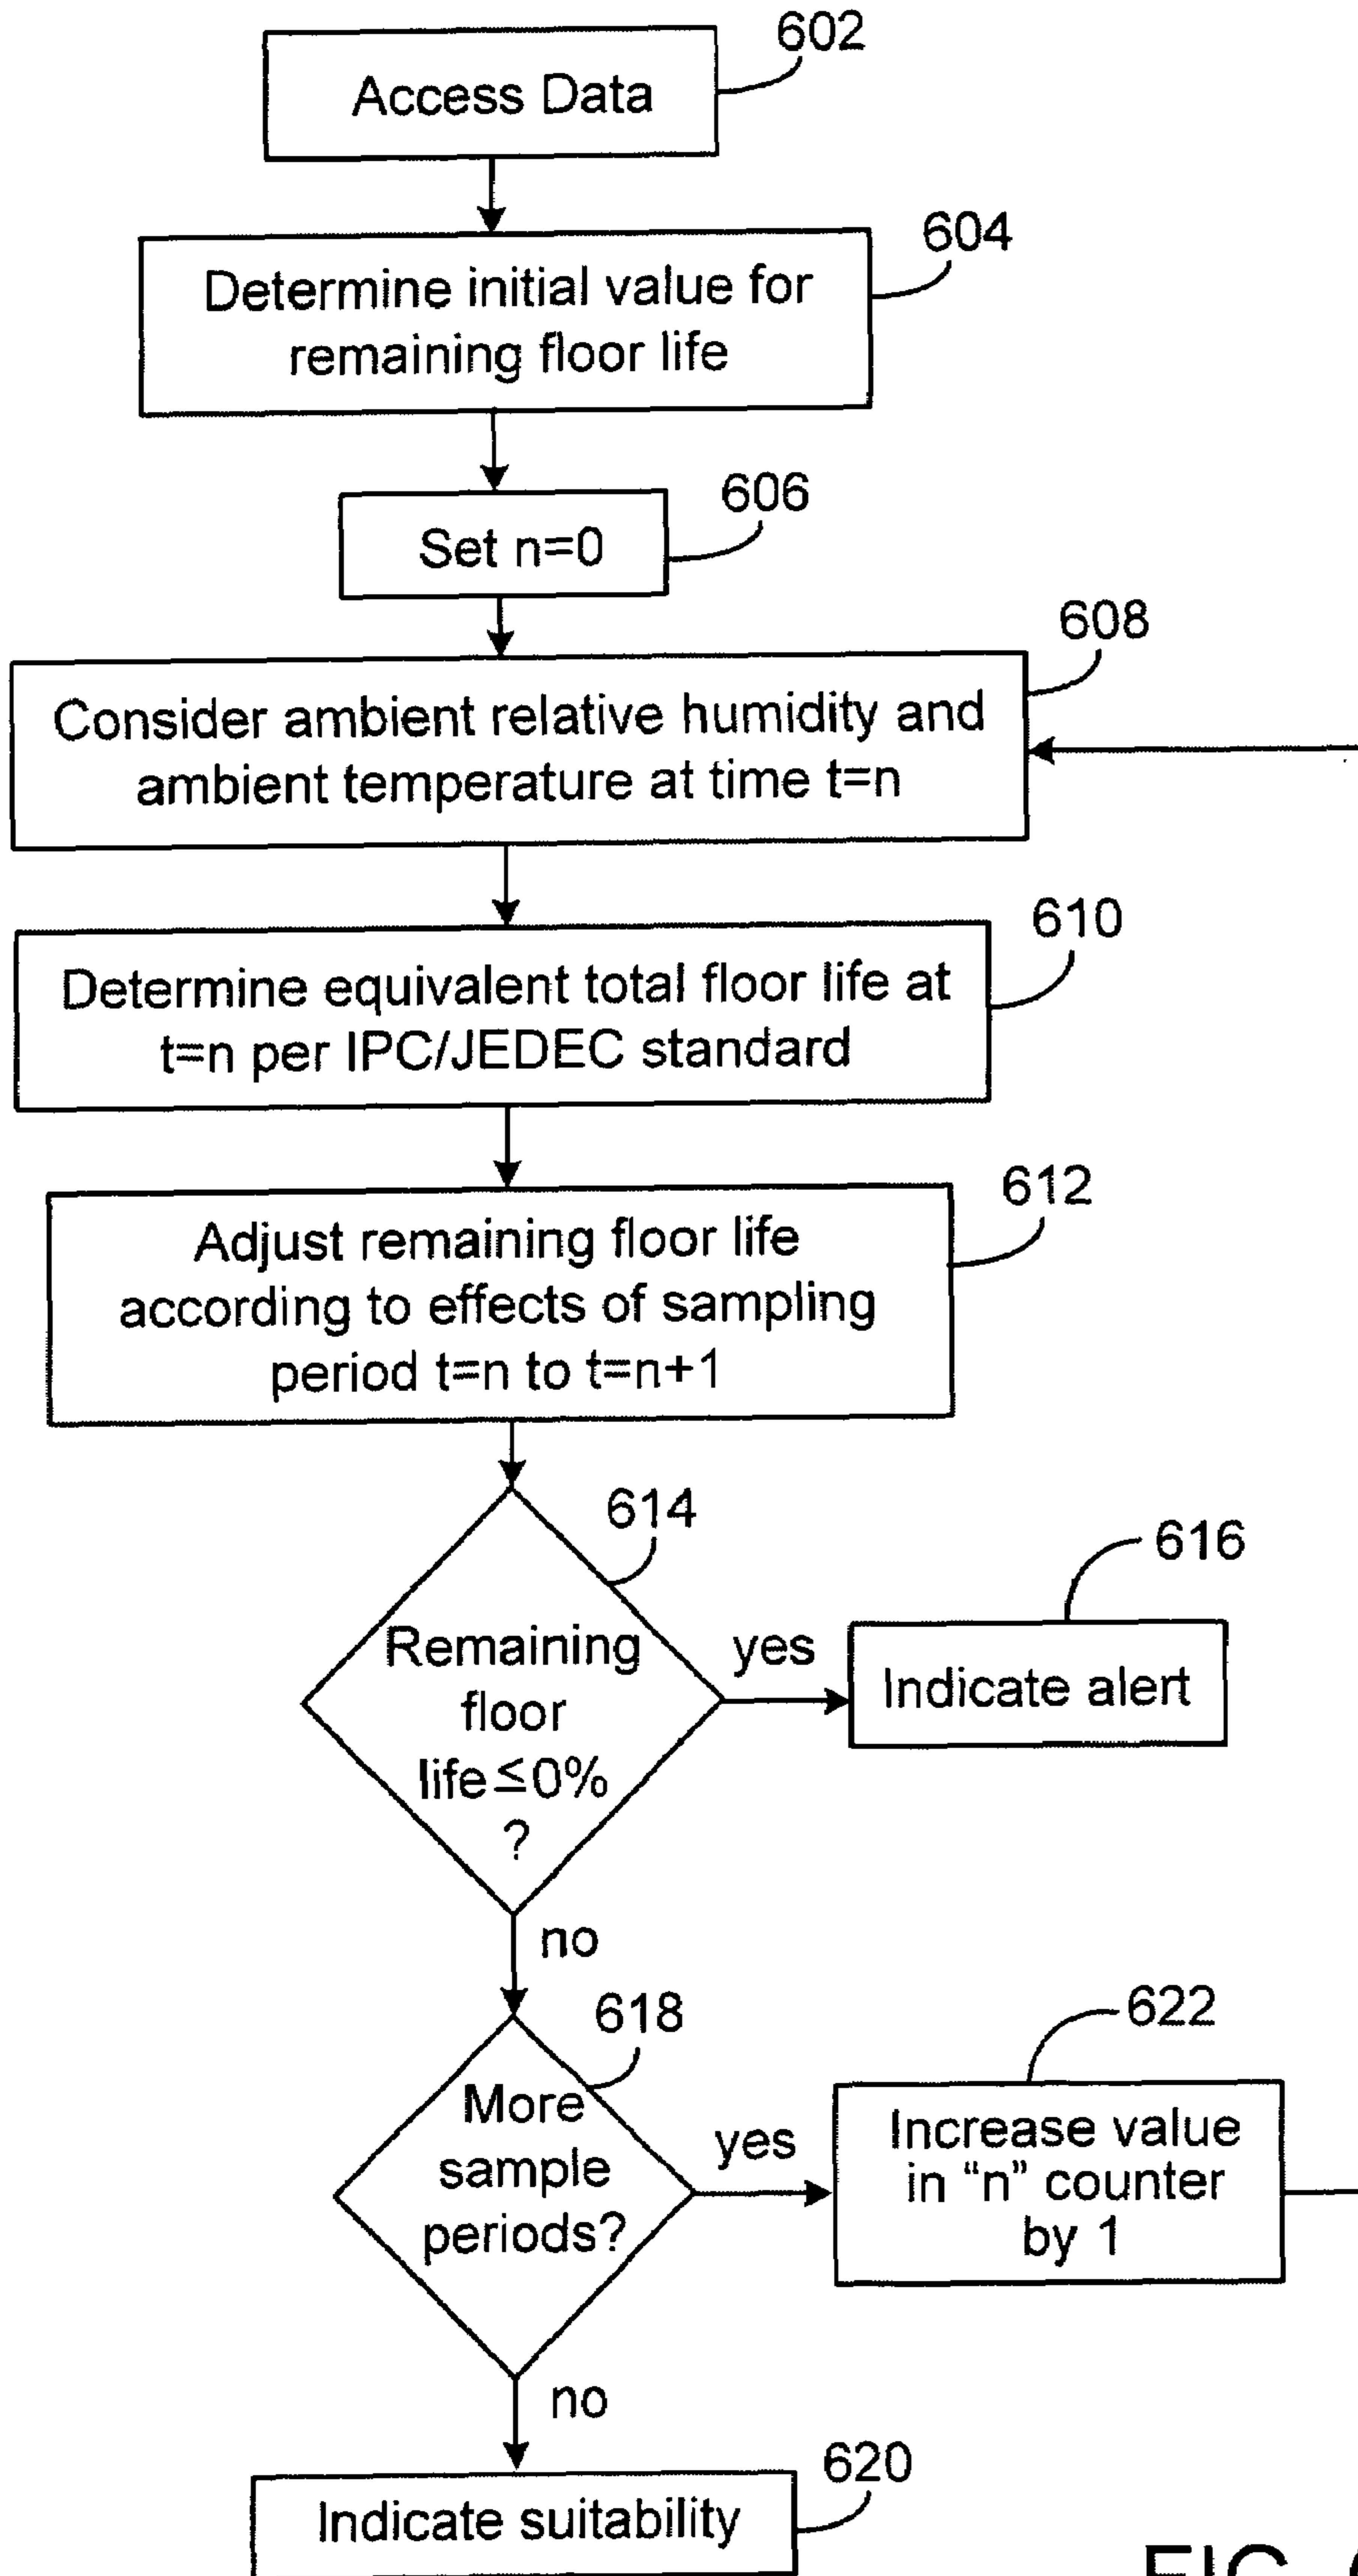 602
Access Data
604
Determine initial value for
remaining floor life
606
Set n=0
608
Consider ambient relative humidity and
ambient temperature at time t=n
610
Determine equivalent total floor life at
t=n per IPC/JEDEC standard
612
Adjust remaining floor life
according to effects of sampling
period t=n to t=n+1
614
Remaining
floor
life≤0%
?
yes
616
Indicate alert
no
618
More
sample
periods?
yes
622
Increase value
in “n” counter
by 1
no
620
Indicate suitability
FIG.